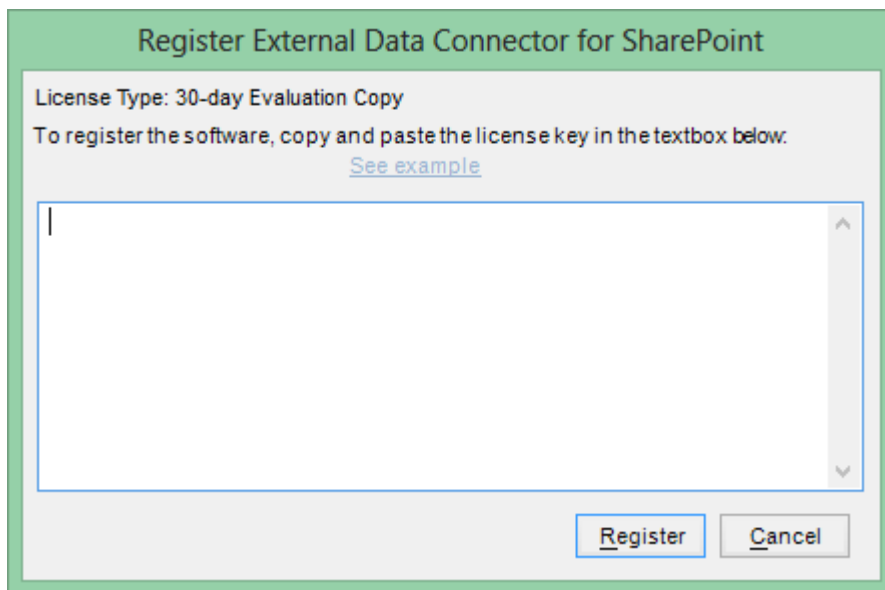 Register External Data Connector for SharePoint
License Type: 30-day Evaluation Copy
To register the software, copy and paste the license key in the textbox below:
See example
Register
Cancel